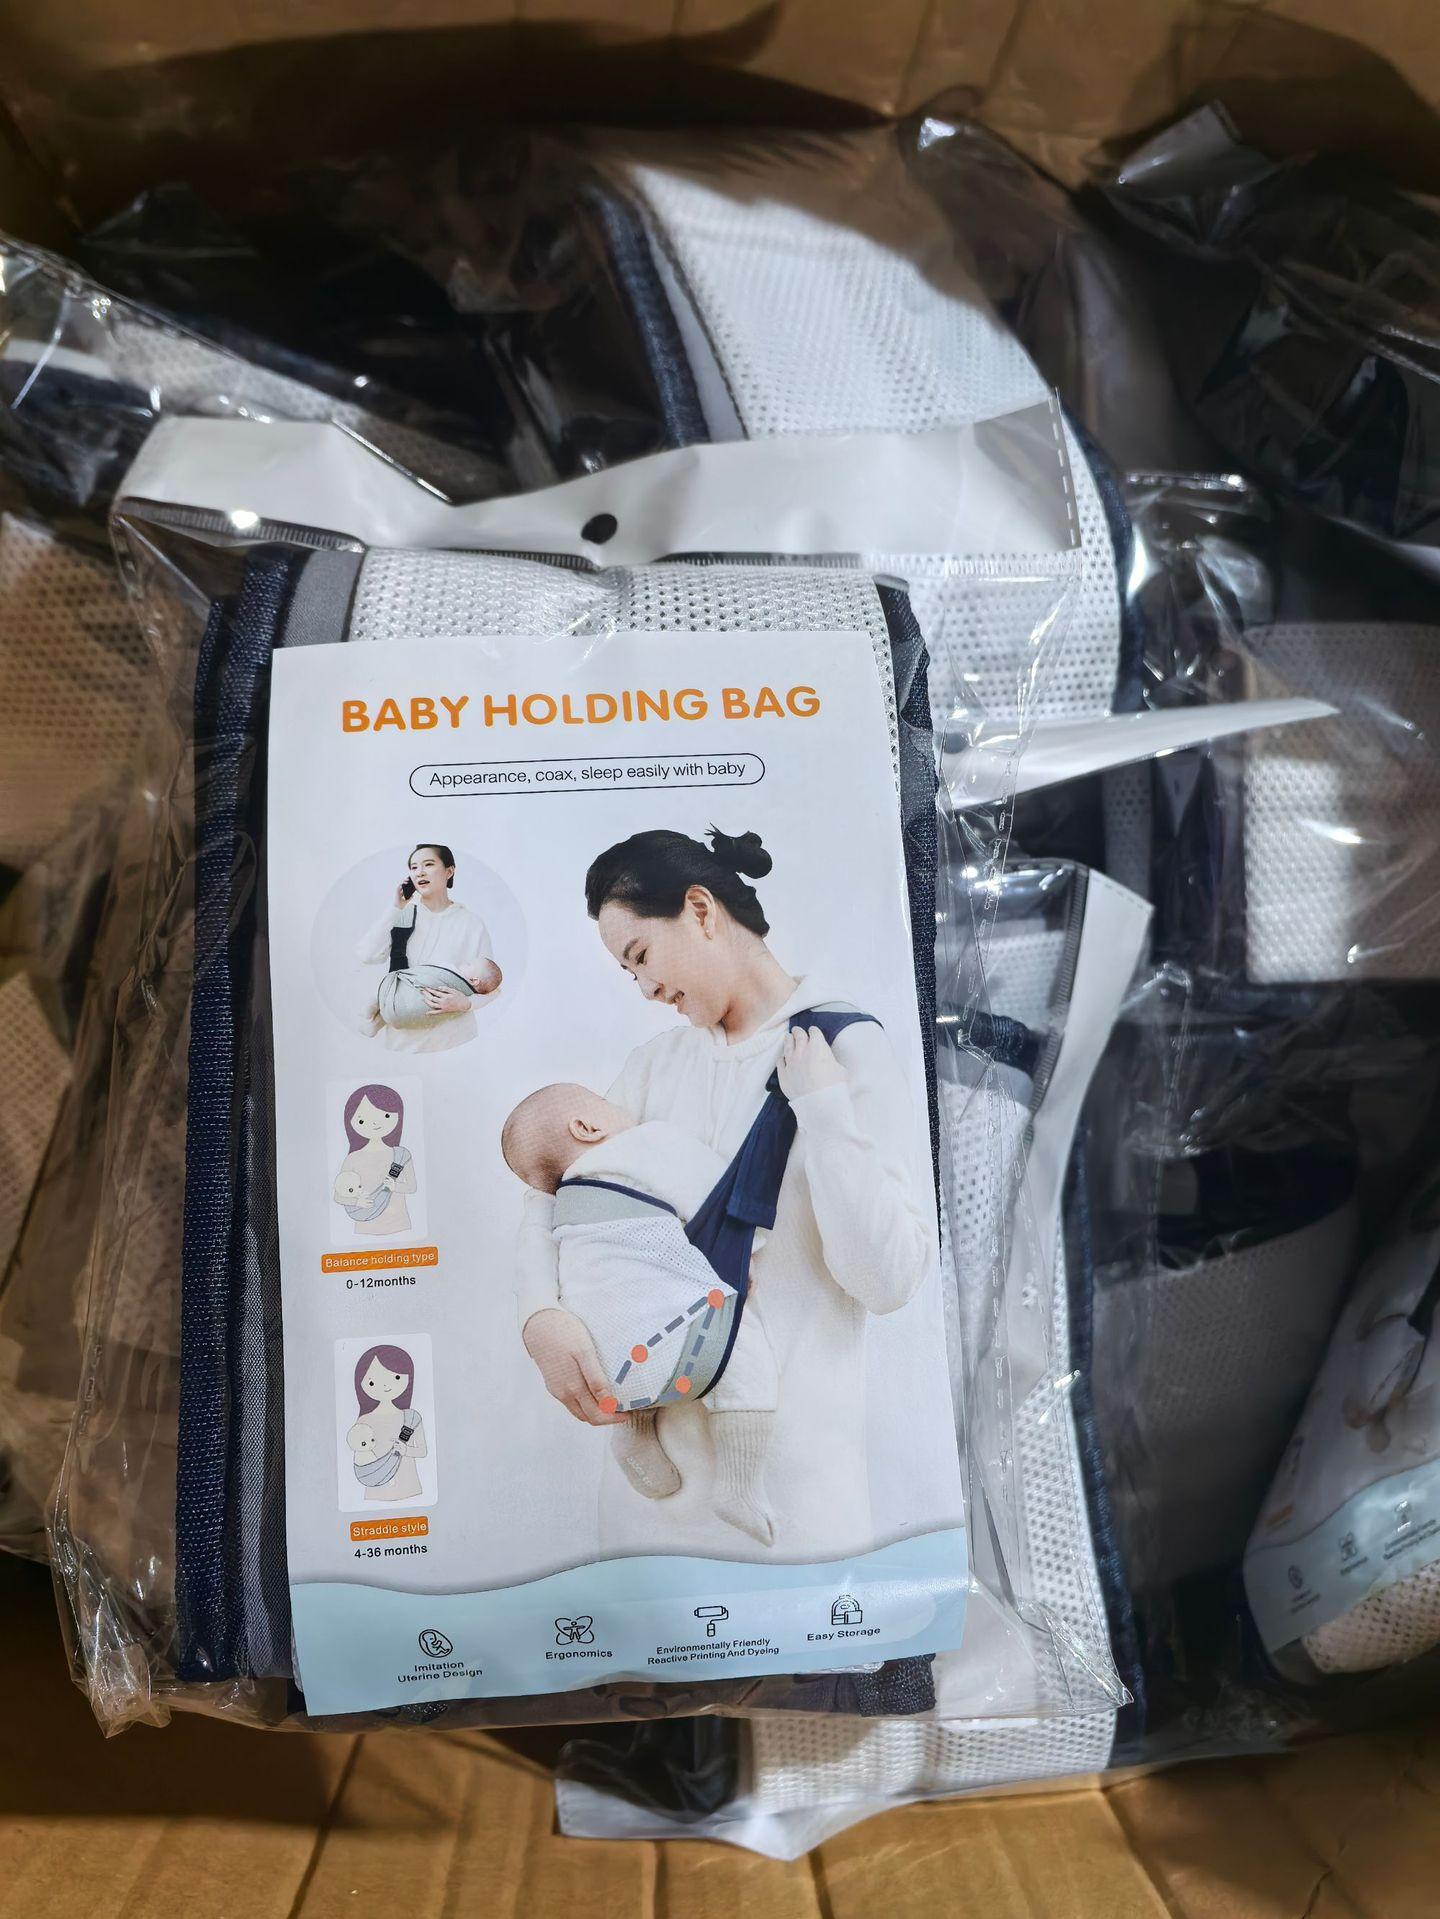 BABY HOLDING BAG
Appearance, coax, sleep easily with baby
Balance holding type
0-12months
Straddle style
4-36 months
Imitation
Uterine Design
Ergonomics
Environmentally Friendly
Reactive Printing And Dyeing
Easy Storage